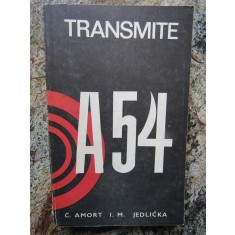 TRANSMITE
A 54
C. AMORT I. M. JEDLIČKA